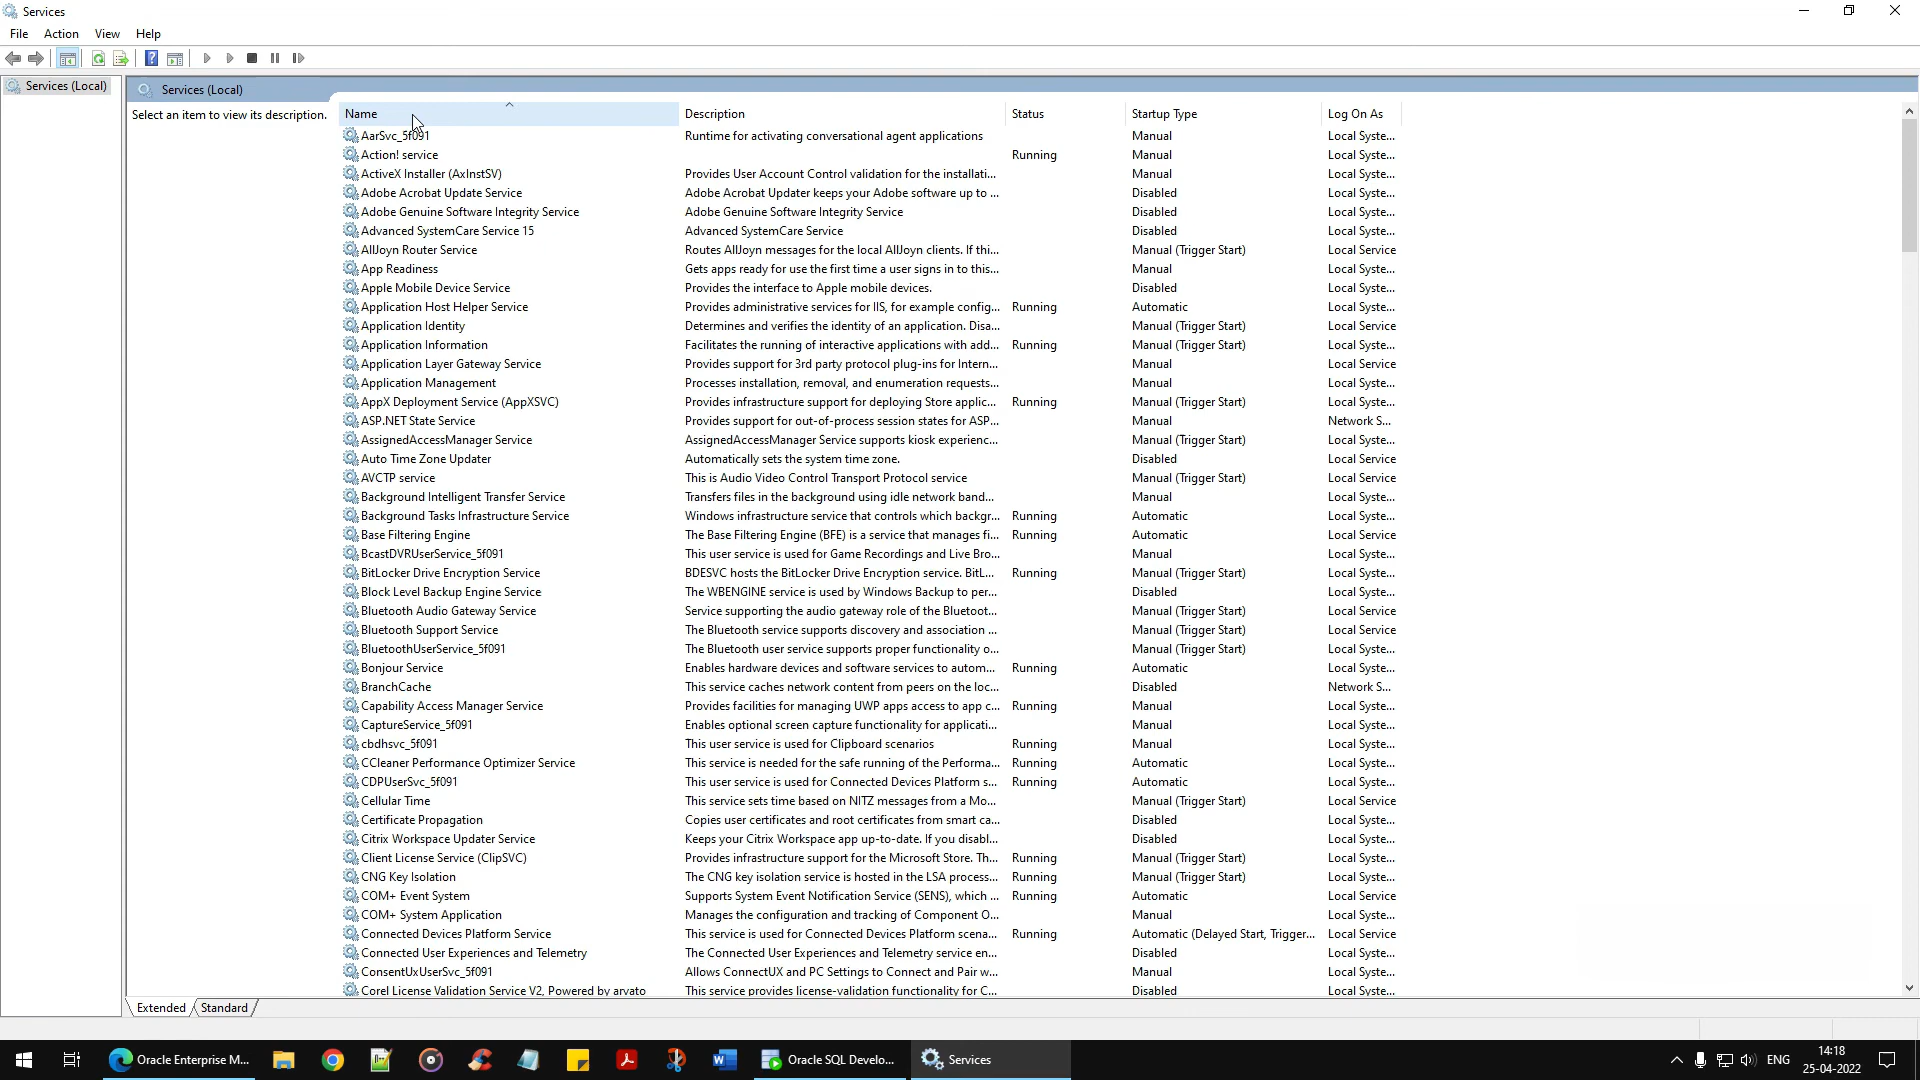 Services
File Action View Help
Services (Local)
Services (Local)
Select an item to view its description.
Name Description Status Startup Type Log On As
AarSvc_5f091 Runtime for activating conversational agent applications Manual Local Syste...
Action! service Running Manual Local Syste...
ActiveX Installer (AxInstSV) Provides User Account Control validation for the installati... Manual Local Syste...
Adobe Acrobat Update Service Adobe Acrobat Updater keeps your Adobe software up to ... Disabled Local Syste...
Adobe Genuine Software Integrity Service Adobe Genuine Software Integrity Service Disabled Local Syste...
Advanced SystemCare Service 15 Advanced SystemCare Service Disabled Local Syste...
AllJoyn Router Service Routes AllJoyn messages for the local AllJoyn clients. If thi... Manual (Trigger Start) Local Service
App Readiness Gets apps ready for use the first time a user signs in to this... Manual Local Syste...
Apple Mobile Device Service Provides the interface to Apple mobile devices. Disabled Local Syste...
Application Host Helper Service Provides administrative services for IIS, for example config... Running Automatic Local Syste...
Application Identity Determines and verifies the identity of an application. Disa... Manual (Trigger Start) Local Service
Application Information Facilitates the running of interactive applications with add... Running Manual (Trigger Start) Local Syste...
Application Layer Gateway Service Provides support for 3rd party protocol plug-ins for Intern... Manual Local Service
Application Management Processes installation, removal, and enumeration requests... Manual Local Syste...
AppX Deployment Service (AppXSVC) Provides infrastructure support for deploying Store applic... Running Manual (Trigger Start) Local Syste...
ASP.NET State Service Provides support for out-of-process session states for ASP... Manual Network S...
AssignedAccessManager Service AssignedAccessManager Service supports kiosk experienc... Manual (Trigger Start) Local Syste...
Auto Time Zone Updater Automatically sets the system time zone. Disabled Local Service
AVCTP service This is Audio Video Control Transport Protocol service Manual (Trigger Start) Local Service
Background Intelligent Transfer Service Transfers files in the background using idle network band... Manual Local Syste...
Background Tasks Infrastructure Service Windows infrastructure service that controls which backgr... Running Automatic Local Syste...
Base Filtering Engine The Base Filtering Engine (BFE) is a service that manages fi... Running Automatic Local Service
BcastDVRUserService_5f091 This user service is used for Game Recordings and Live Bro... Manual Local Syste...
BitLocker Drive Encryption Service BDESVC hosts the BitLocker Drive Encryption service. BitL... Running Manual (Trigger Start) Local Syste...
Block Level Backup Engine Service The WBENGINE service is used by Windows Backup to per... Disabled Local Syste...
Bluetooth Audio Gateway Service Service supporting the audio gateway role of the Bluetoot... Manual (Trigger Start) Local Service
Bluetooth Support Service The Bluetooth service supports discovery and association ... Manual (Trigger Start) Local Service
BluetoothUserService_5f091 The Bluetooth user service supports proper functionality o... Manual (Trigger Start) Local Syste...
Bonjour Service Enables hardware devices and software services to autom... Running Automatic Local Syste...
BranchCache This service caches network content from peers on the loc... Disabled Network S...
Capability Access Manager Service Provides facilities for managing UWP apps access to app c... Running Manual Local Syste...
CaptureService_5f091 Enables optional screen capture functionality for applicati... Manual Local Syste...
cbdhsvc_5f091 This user service is used for Clipboard scenarios Running Manual Local Syste...
CCleaner Performance Optimizer Service This service is needed for the safe running of the Performa... Running Automatic Local Syste...
CDPUserSvc_5f091 This user service is used for Connected Devices Platform s... Running Automatic Local Syste...
Cellular Time This service sets time based on NITZ messages from a Mo... Manual (Trigger Start) Local Service
Certificate Propagation Copies user certificates and root certificates from smart ca... Disabled Local Syste...
Citrix Workspace Updater Service Keeps your Citrix Workspace app up-to-date. If you disabl... Disabled Local Syste...
Client License Service (ClipSVC) Provides infrastructure support for the Microsoft Store. Th... Running Manual (Trigger Start) Local Syste...
CNG Key Isolation The CNG key isolation service is hosted in the LSA process... Running Manual (Trigger Start) Local Syste...
COM+ Event System Supports System Event Notification Service (SENS), which ... Running Automatic Local Service
COM+ System Application Manages the configuration and tracking of Component O... Manual Local Syste...
Connected Devices Platform Service This service is used for Connected Devices Platform scena... Running Automatic (Delayed Start, Trigger... Local Service
Connected User Experiences and Telemetry The Connected User Experiences and Telemetry service en... Disabled Local Syste...
ConsentUxUserSvc_5f091 Allows ConnectUX and PC Settings to Connect and Pair w... Manual Local Syste...
Corel License Validation Service V2, Powered by arvato This service provides license-validation functionality for C... Disabled Local Syste...
Extended Standard
Oracle Enterprise M... Oracle SQL Develo... Services ENG 14:18
25-04-2022